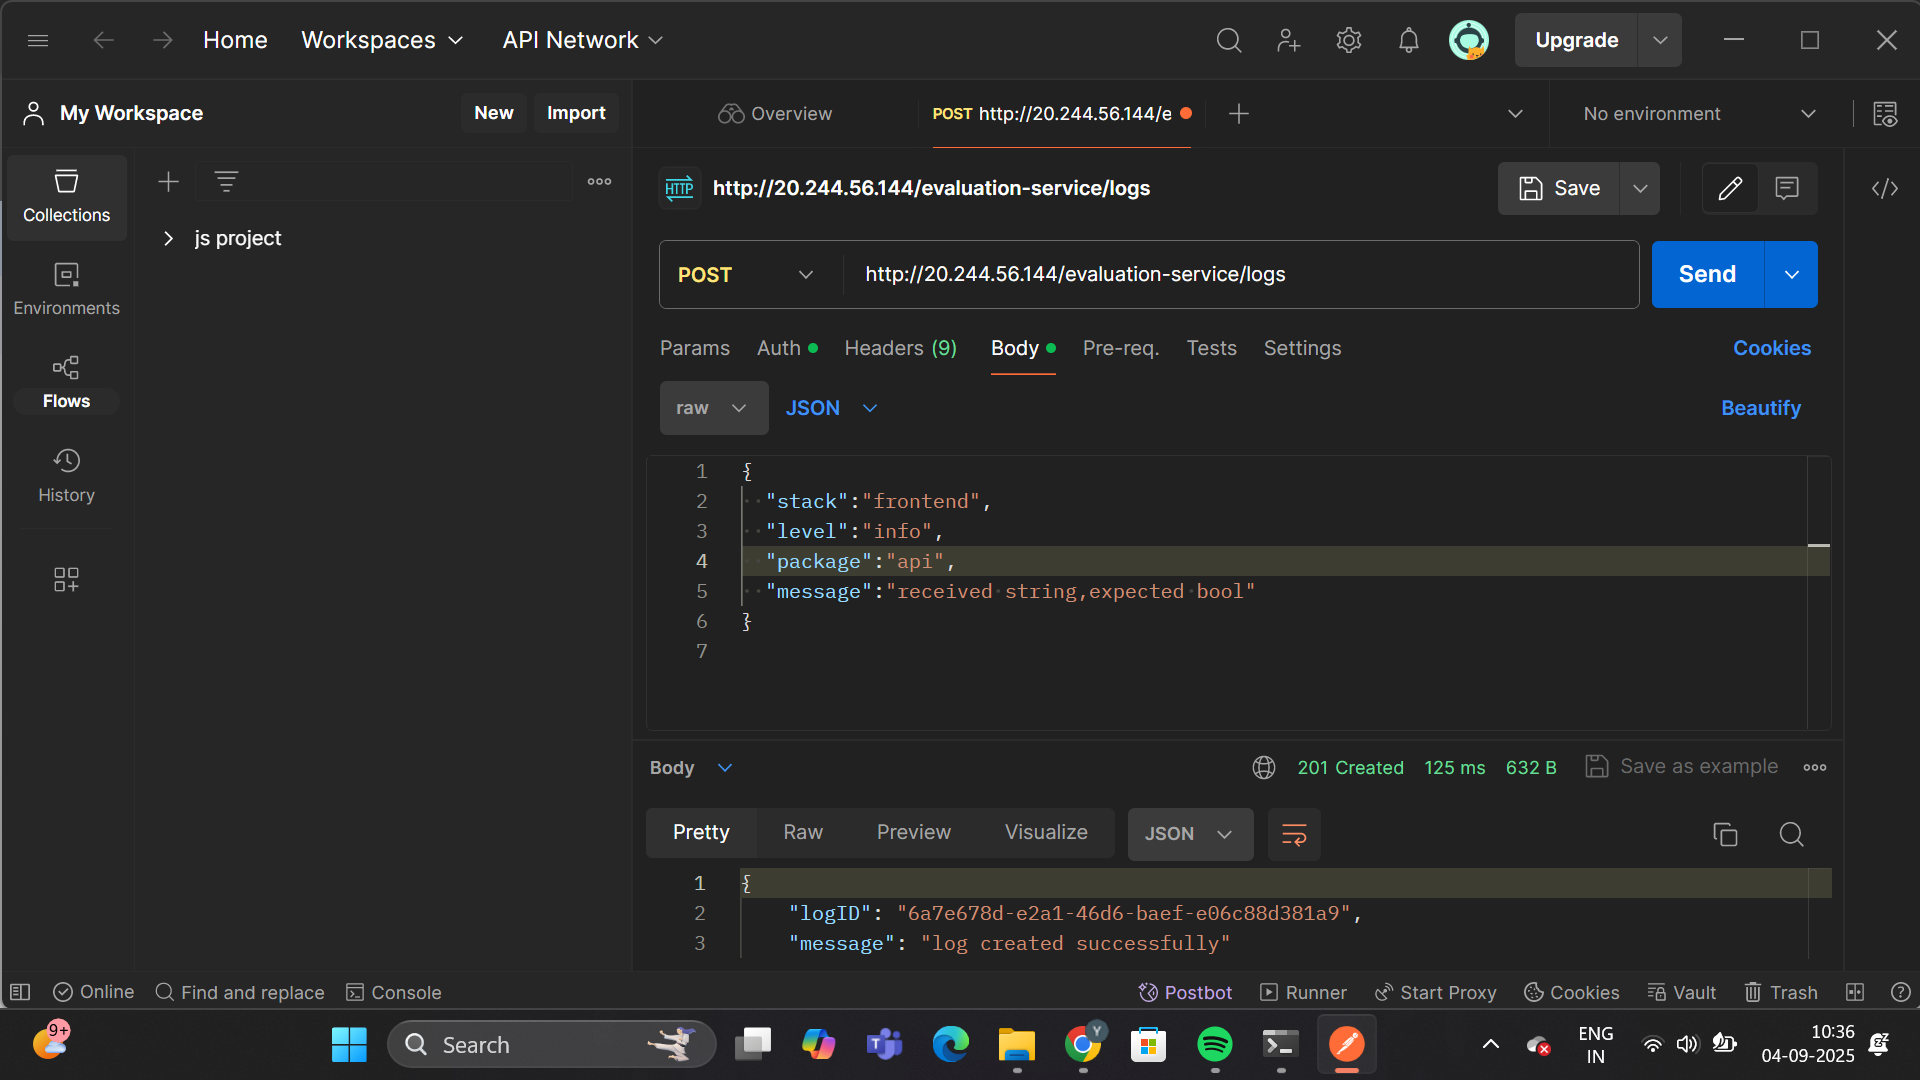 Home Workspaces API Network Upgrade
My Workspace New Import Overview POST http://20.244.56.144/e No environment
Collections
js project
Environments
Flows
History
HTTP http://20.244.56.144/evaluation-service/logs Save
POST http://20.244.56.144/evaluation-service/logs Send
Params Auth Headers (9) Body Pre-req. Tests Settings Cookies
raw JSON Beautify
1 {
2 "stack":"frontend",
3 "level":"info",
4 "package":"api",
5 "message":"received string,expected bool"
6 }
7
Body 201 Created 125 ms 632 B Save as example
Pretty Raw Preview Visualize JSON
1 {
2 "logID": "6a7e678d-e2a1-46d6-baef-e06c88d381a9",
3 "message": "log created successfully"
Online Find and replace Console Postbot Runner Start Proxy Cookies Vault Trash
9+ Search T Y ENG 10:36
IN 04-09-2025